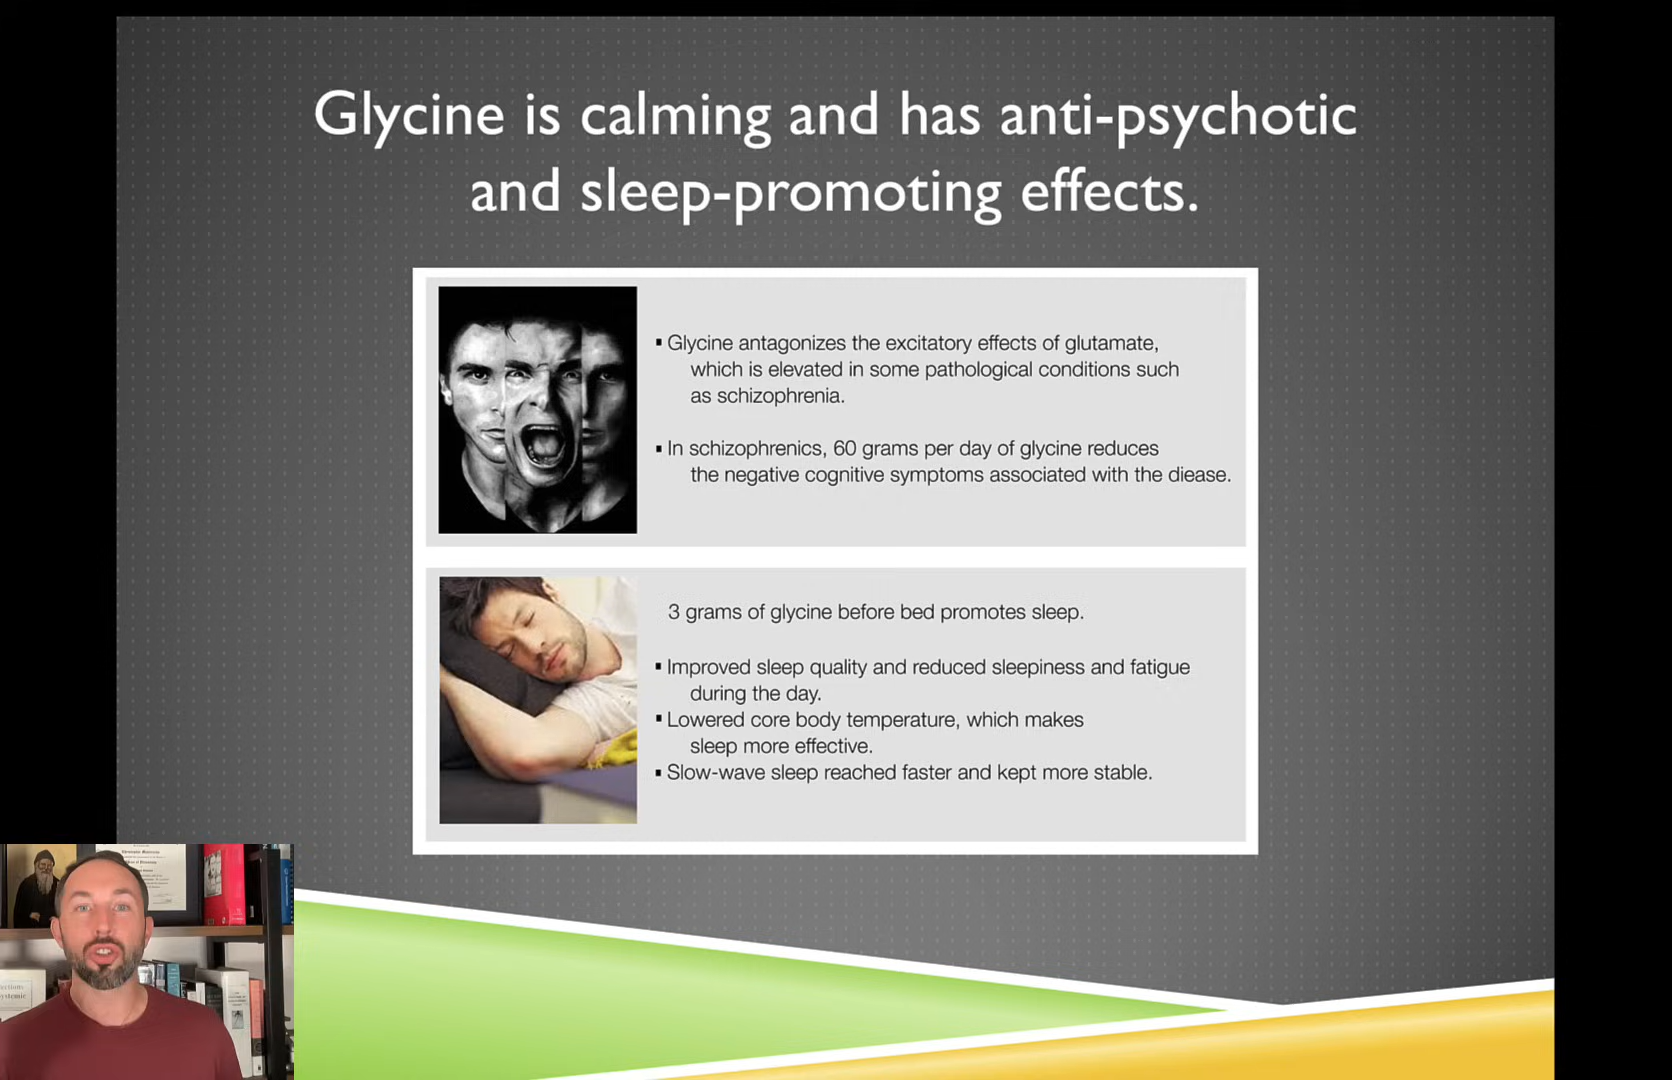 Glycine is calming and has anti-psychotic
and sleep-promoting effects.
▪ Glycine antagonizes the excitatory effects of glutamate,
which is elevated in some pathological conditions such
as schizophrenia.
▪ In schizophrenics, 60 grams per day of glycine reduces
the negative cognitive symptoms associated with the diease.
3 grams of glycine before bed promotes sleep.
▪ Improved sleep quality and reduced sleepiness and fatigue
during the day.
▪ Lowered core body temperature, which makes
sleep more effective.
▪ Slow-wave sleep reached faster and kept more stable.